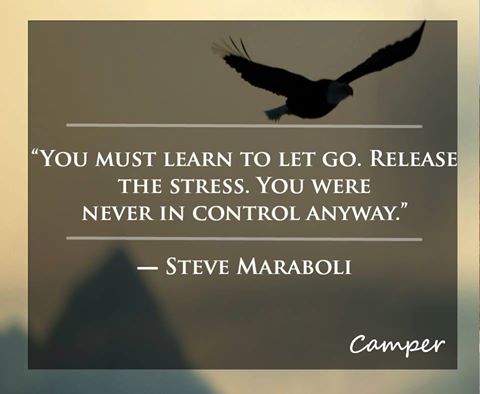 “You must learn to let go. Release
the stress. You were
never in control anyway.”
— Steve Maraboli
Camper